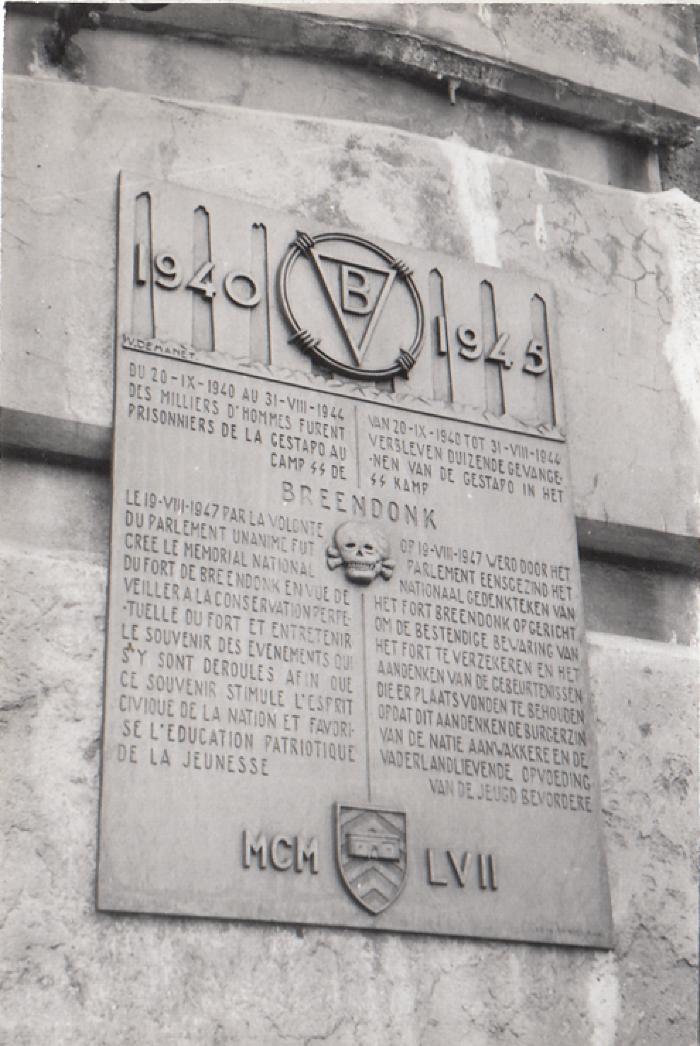 1940
B
1945
W. DEMANET
DU 20-IX-1940 AU 31-VIII-1944
DES MILLIERS D'HOMMES FURENT
PRISONNIERS DE LA GESTAPO AU
CAMP SS DE
VAN 20-IX-1940 TOT 31-VIII-1944
VERBLEVEN DUIZENDE GEVANGE-
-NEN VAN DE GESTAPO IN HET
SS KAMP
BREENDONK
LE 19-VIII-1947 PAR LA VOLONTE
DU PARLEMENT UNANIME FUT
CREE LE MEMORIAL NATIONAL
DU FORT DE BREENDONK EN VUE DE
VEILLER A LA CONSERVATION PERPE-
-TUELLE DU FORT ET ENTRETENIR
LE SOUVENIR DES EVENEMENTS QUI
S'Y SONT DEROULES AFIN QUE
CE SOUVENIR STIMULE L'ESPRIT
CIVIQUE DE LA NATION ET FAVORI-
SE L'EDUCATION PATRIOTIQUE
DE LA JEUNESSE
OP 19-VIII-1947 WERD DOOR HET
PARLEMENT EENSGEZIND HET
NATIONAAL GEDENKTEKEN VAN
HET FORT BREENDONK OPGERICHT
OM DE BESTENDIGE BEWARING VAN
HET FORT TE VERZEKEREN EN HET
AANDENKEN VAN DE GEBEURTENISSEN
DIE ER PLAATS VONDEN TE BEHOUDEN
OPDAT DIT AANDENKEN DE BURGERZIN
VAN DE NATIE AANWAKKERE EN DE
VADERLANDLIEVENDE OPVOEDING
VAN DE JEUGD BEVORDERE
MCM LVII